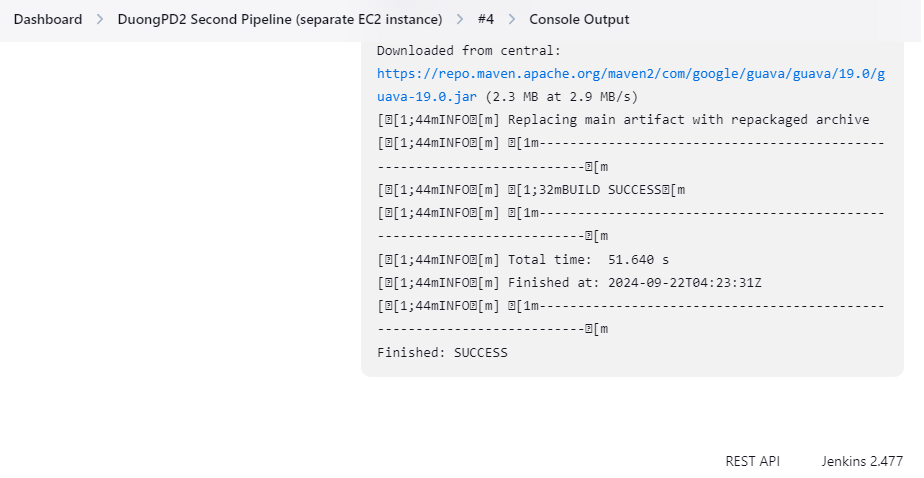 Dashboard > DuongPD2 Second Pipeline (separate EC2 instance) > #4 > Console Output
Downloaded from central:
https://repo.maven.apache.org/maven2/com/google/guava/guava/19.0/g
uava-19.0.jar (2.3 MB at 2.9 MB/s)
[␛[1;44mINFO␛[m] Replacing main artifact with repackaged archive
[␛[1;44mINFO␛[m] ␛[1m---------------------------------------------
---------------------------␛[m
[␛[1;44mINFO␛[m] ␛[1;32mBUILD SUCCESS␛[m
[␛[1;44mINFO␛[m] ␛[1m---------------------------------------------
---------------------------␛[m
[␛[1;44mINFO␛[m] Total time:  51.640 s
[␛[1;44mINFO␛[m] Finished at: 2024-09-22T04:23:31Z
[␛[1;44mINFO␛[m] ␛[1m---------------------------------------------
---------------------------␛[m
Finished: SUCCESS
REST API Jenkins 2.477